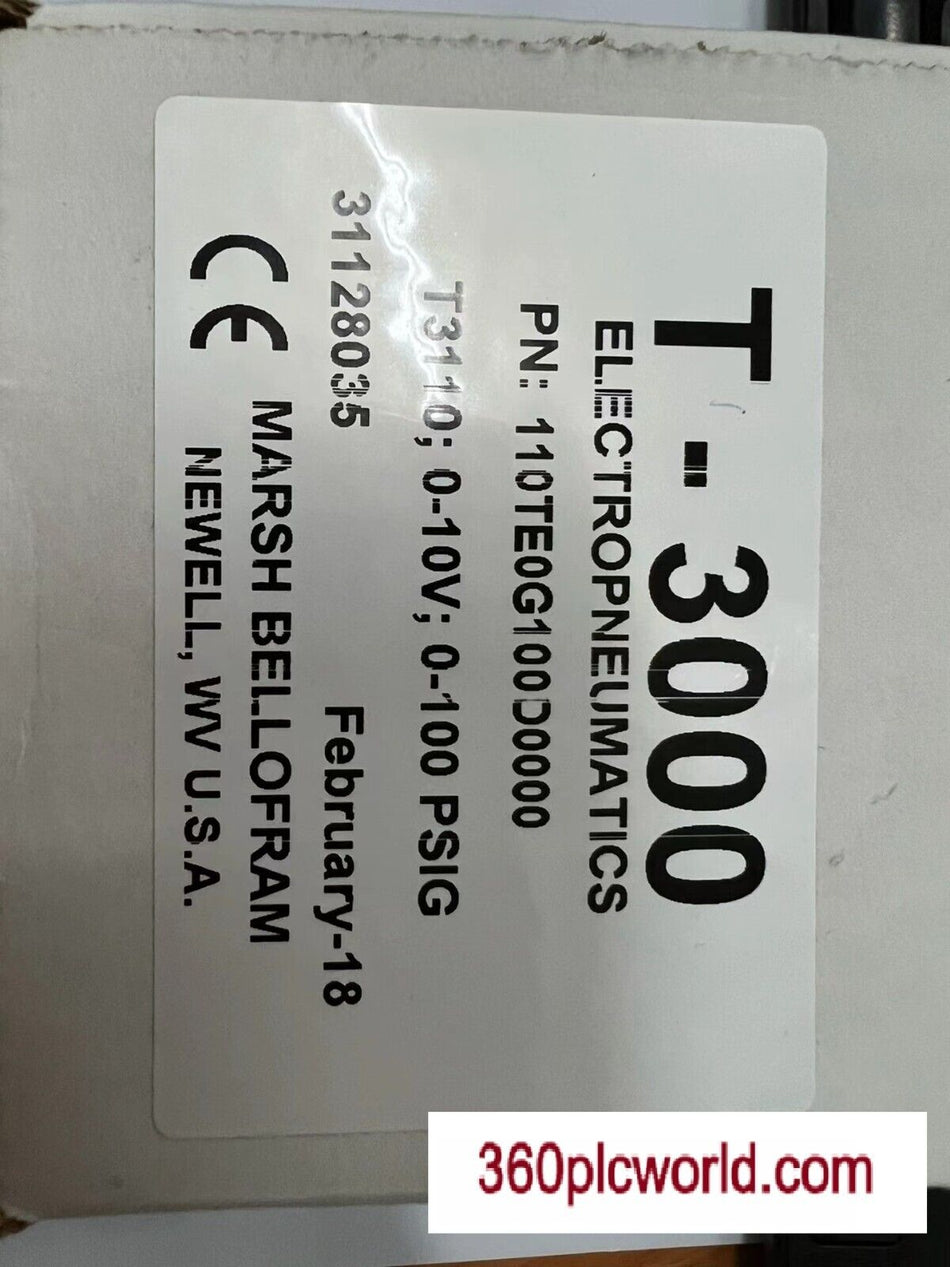 T - 3000
ELECTROPNEUMATICS
PN: 110TE0G100D0000
T3110; 0-10V; 0-100 PSIG
31128035 February-18
CE MARSH BELLOFRAM
NEWELL, WV U.S.A.
360plcworld.com